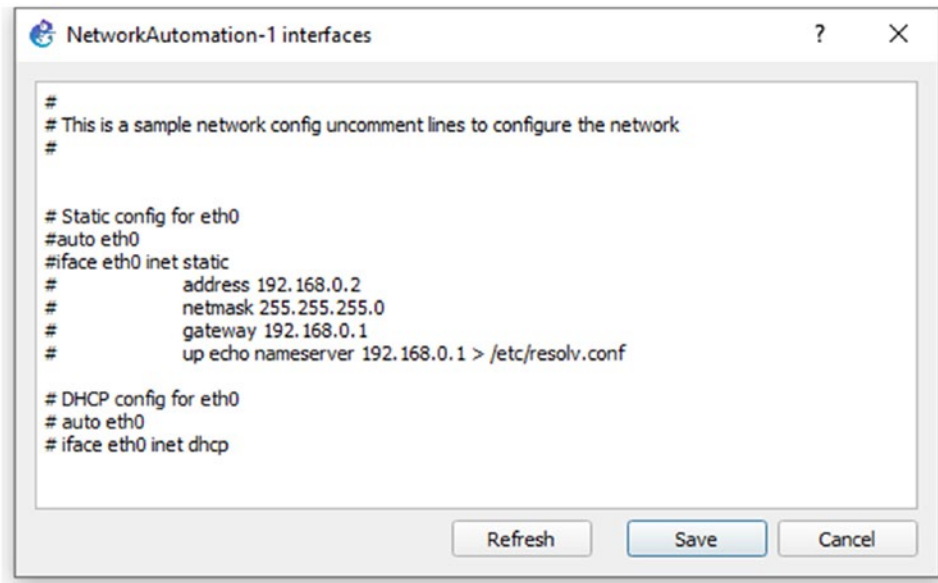 NetworkAutomation-1 interfaces ? X
#
# This is a sample network config uncomment lines to configure the network
#
# Static config for eth0
#auto eth0
#iface eth0 inet static
# address 192.168.0.2
# netmask 255.255.255.0
# gateway 192.168.0.1
# up echo nameserver 192.168.0.1 > /etc/resolv.conf
# DHCP config for eth0
# auto eth0
# iface eth0 inet dhcp
Refresh Save Cancel